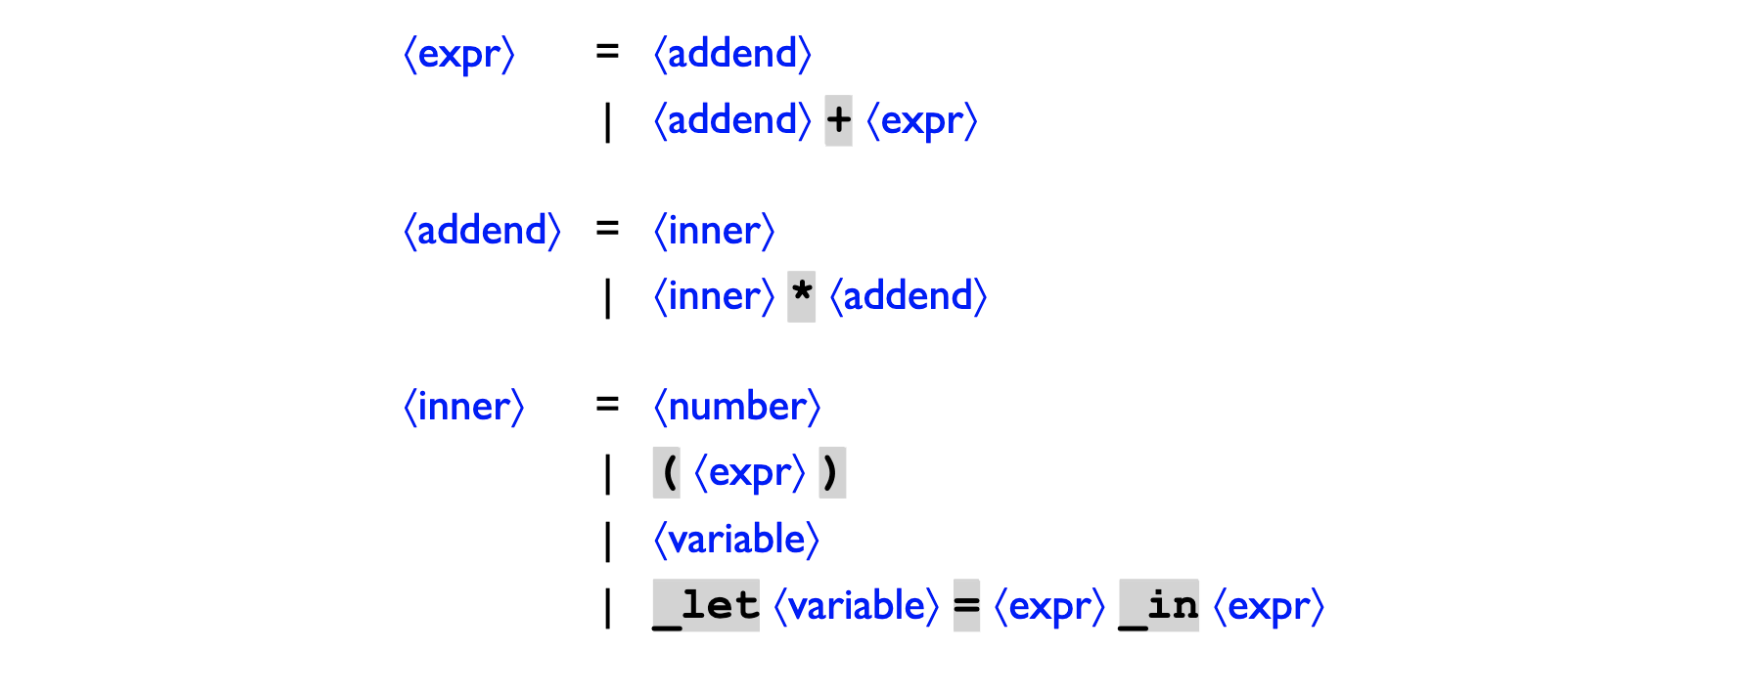 ⟨expr⟩ = ⟨addend⟩
| ⟨addend⟩ + ⟨expr⟩
⟨addend⟩ = ⟨inner⟩
| ⟨inner⟩ * ⟨addend⟩
⟨inner⟩ = ⟨number⟩
| ( ⟨expr⟩ )
| ⟨variable⟩
| _let ⟨variable⟩ = ⟨expr⟩ _in ⟨expr⟩